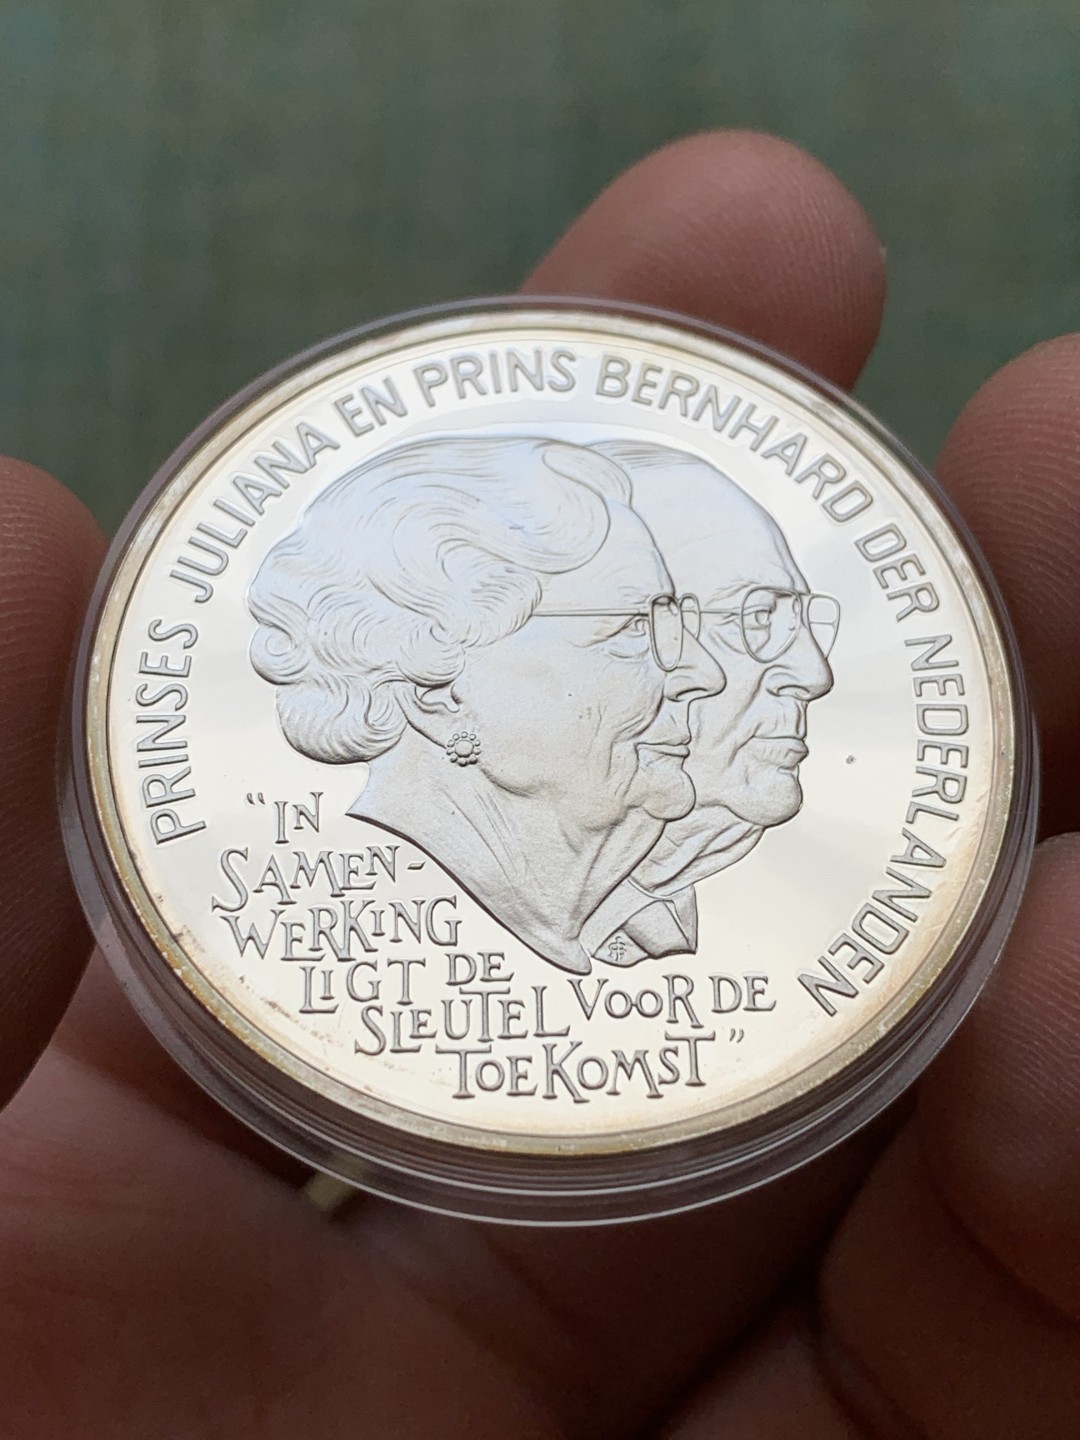 PRINSES JULIANA EN PRINS BERNHARD DER NEDERLANDEN
"IN
SAMEN-
WERKING
LIGT DE
SLEUTEL VOOR DE
TOEKOMST"